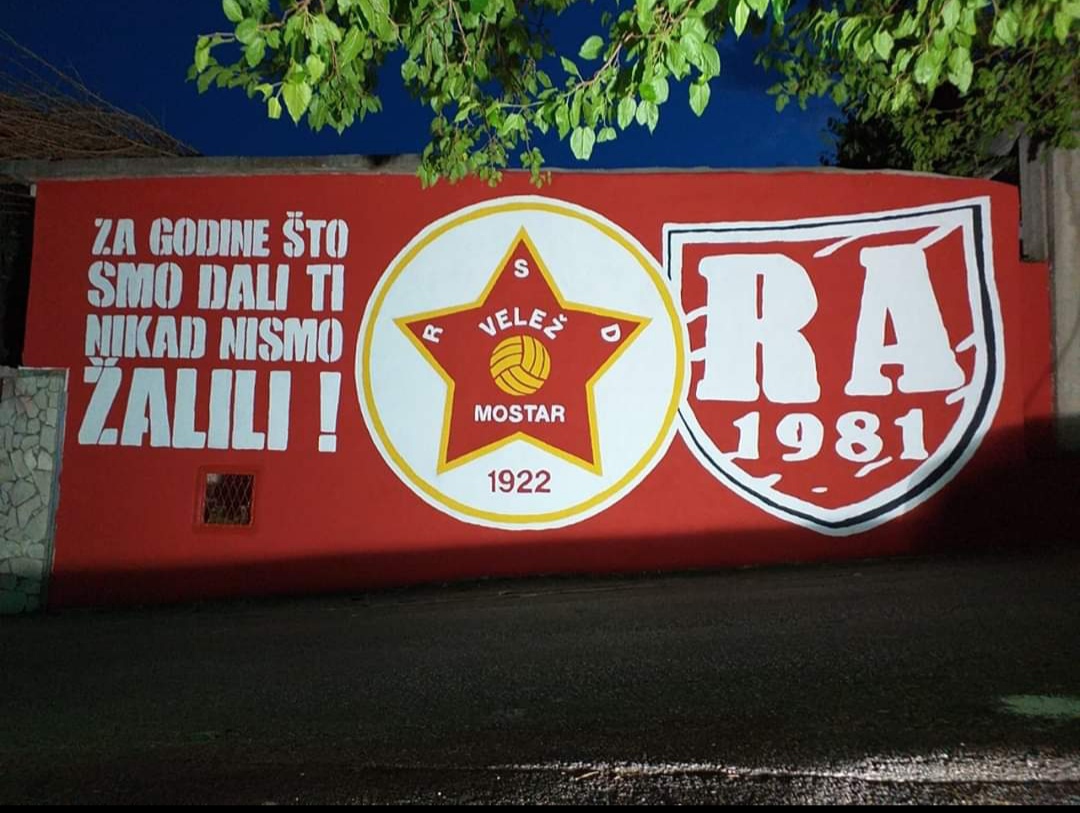 ZA GODINE ŠTO
SMO DALI TI
NIKAD NISMO
ŽALILI !
R S D
VELEŽ
MOSTAR
1922
RA
1981